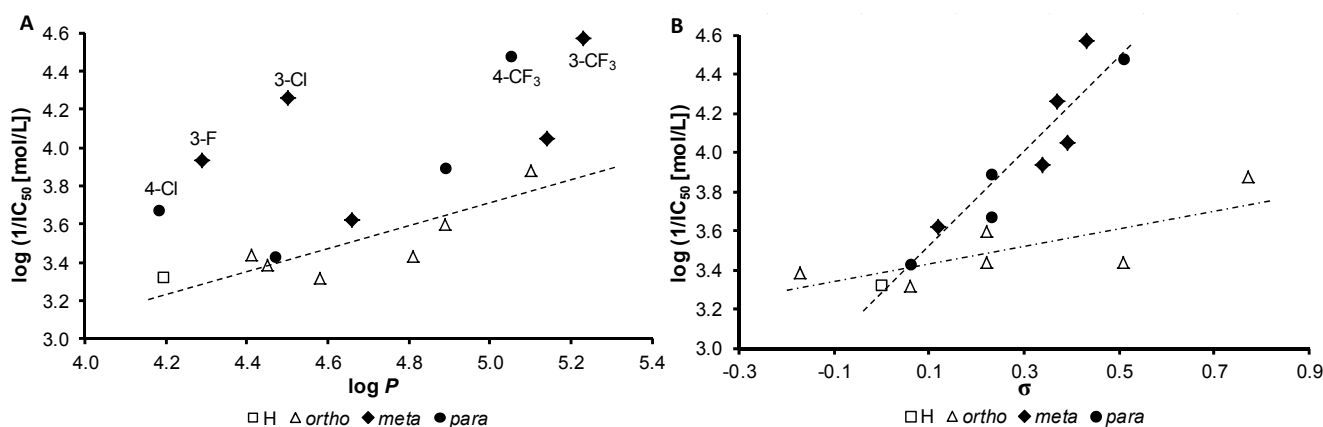 A
log (1/IC50 [mol/L])
4.6
4.4
4.2
4.0
3.8
3.6
3.4
3.2
3.0
4-Cl
3-F
3-Cl
4-CF3
3-CF3
4.0 4.2 4.4 4.6 4.8 5.0 5.2 5.4
log P
H ortho meta para
B
log (1/IC50 [mol/L])
4.6
4.4
4.2
4.0
3.8
3.6
3.4
3.2
3.0
-0.3 -0.1 0.1 0.3 0.5 0.7 0.9
σ
H ortho meta para